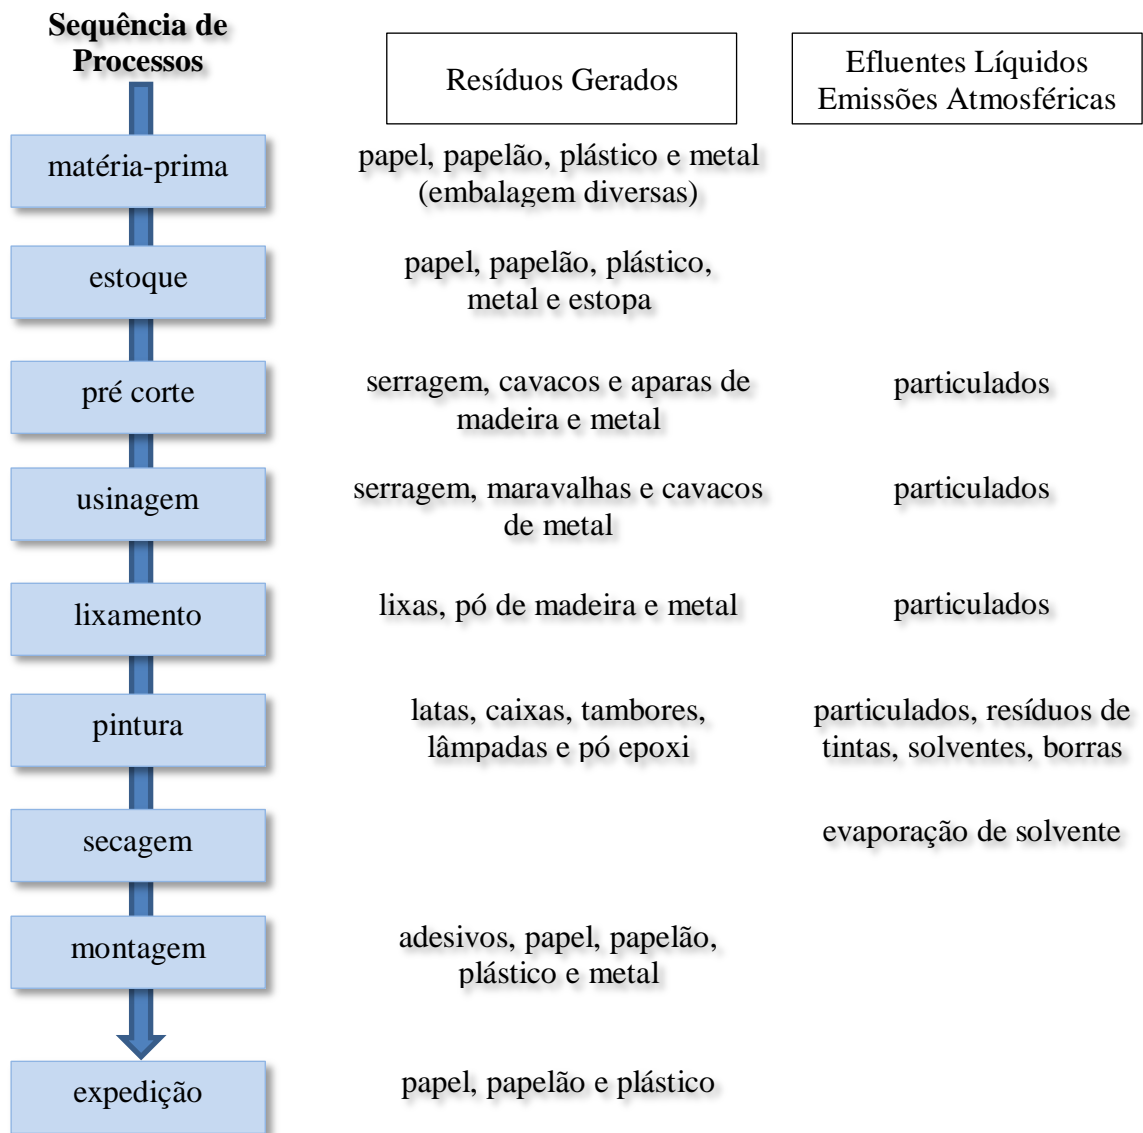 Sequência de
Processos
Resíduos Gerados
Efluentes Líquidos
Emissões Atmosféricas
matéria-prima
papel, papelão, plástico e metal
(embalagem diversas)
estoque
papel, papelão, plástico,
metal e estopa
pré corte
serragem, cavacos e aparas de
madeira e metal
particulados
usinagem
serragem, maravalhas e cavacos
de metal
particulados
lixamento
lixas, pó de madeira e metal
particulados
pintura
latas, caixas, tambores,
lâmpadas e pó epoxi
particulados, resíduos de
tintas, solventes, borras
secagem
evaporação de solvente
montagem
adesivos, papel, papelão,
plástico e metal
expedição
papel, papelão e plástico